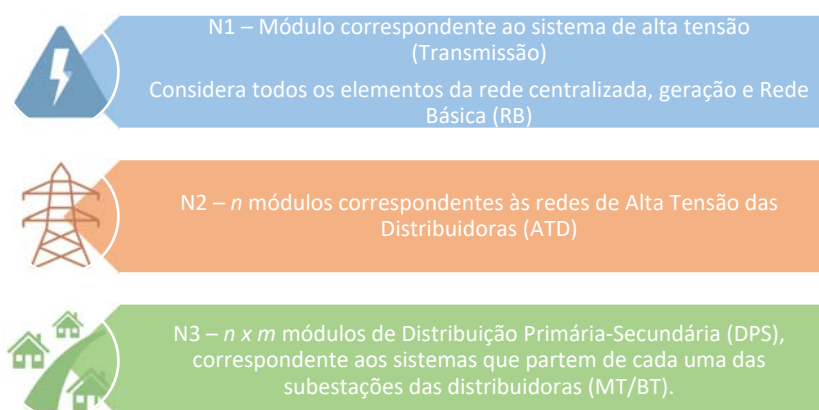 N1 – Módulo correspondente ao sistema de alta tensão
(Transmissão)
Considera todos os elementos da rede centralizada, geração e Rede
Básica (RB)
N2 – n módulos correspondentes às redes de Alta Tensão das
Distribuidoras (ATD)
N3 – n x m módulos de Distribuição Primária-Secundária (DPS),
correspondente aos sistemas que partem de cada uma das
subestações das distribuidoras (MT/BT).